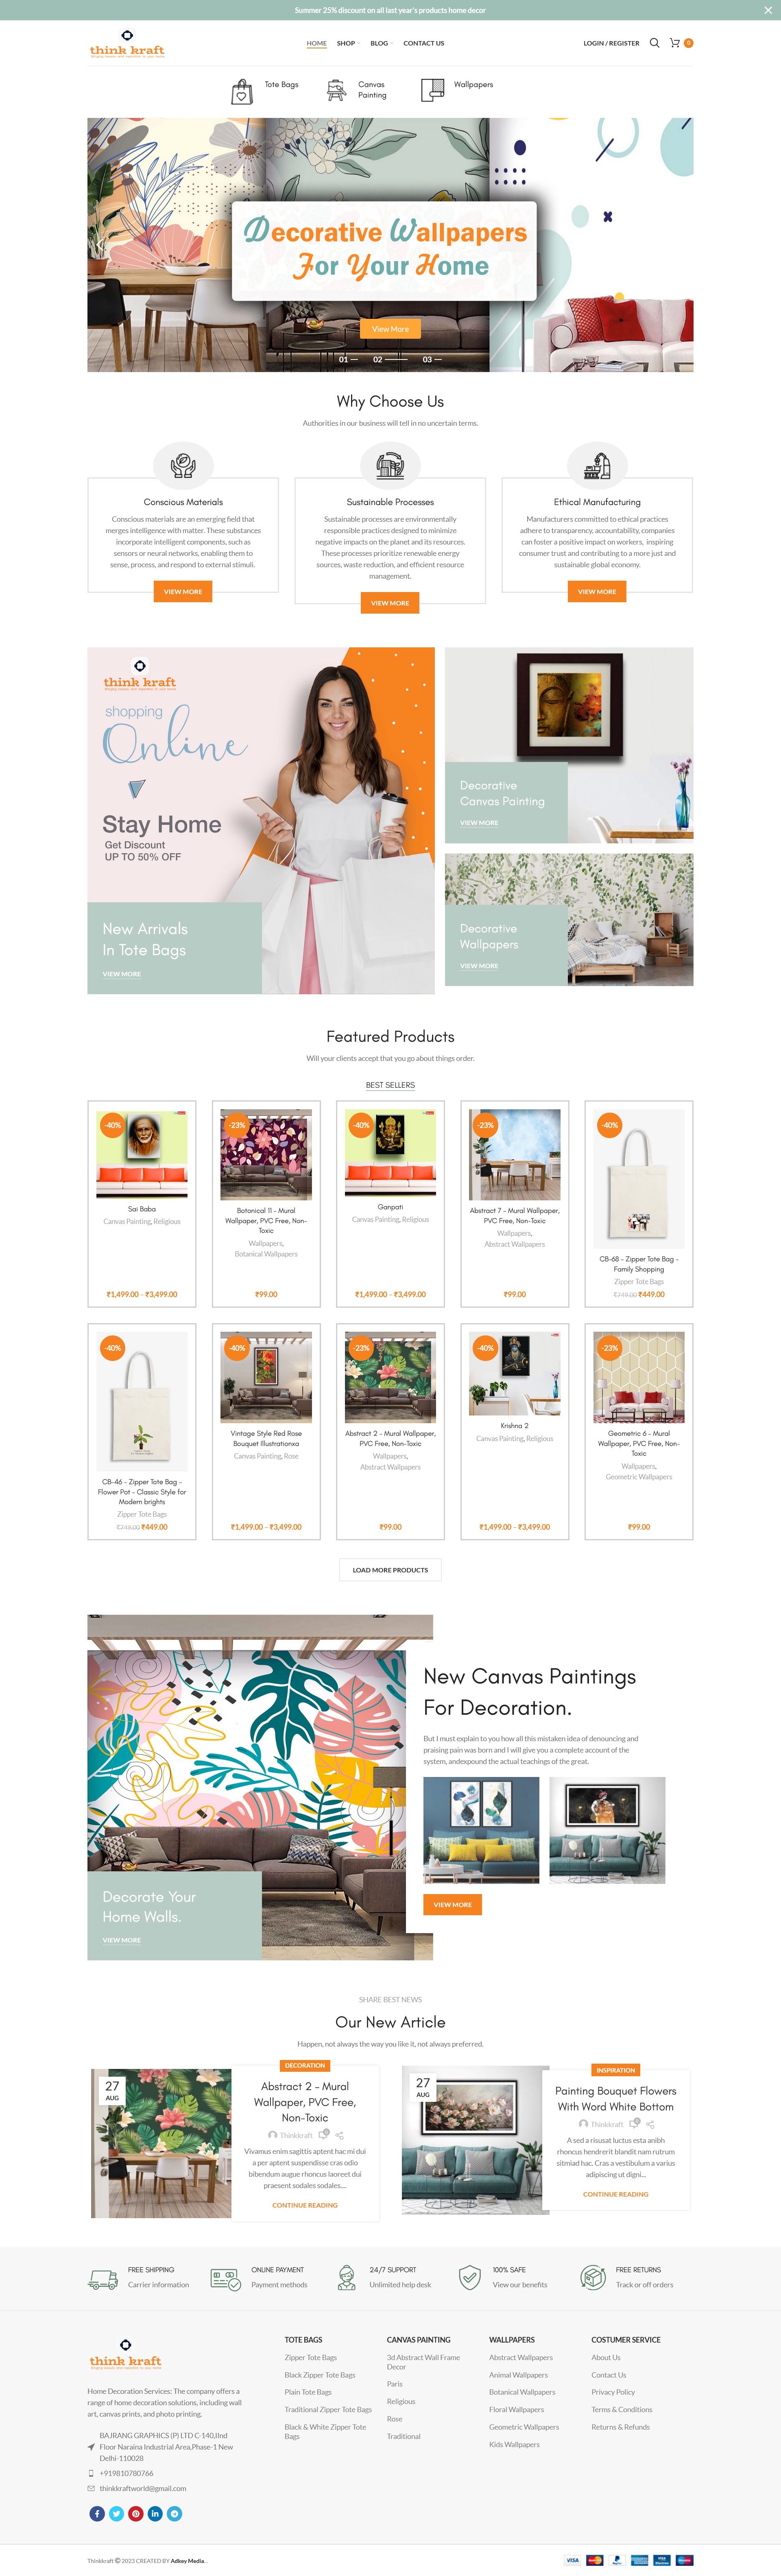 Summer 25% discount on all last year's products home decor
think kraft
HOME
SHOP
BLOG
CONTACT US
LOGIN / REGISTER
0
Tote Bags
Canvas
Painting
Wallpapers
Decorative Wallpapers
For Your Home
View More
01
02
03
Why Choose Us
Authorities in our business will tell in no uncertain terms.
Conscious Materials
Conscious materials are an emerging field that
merges intelligence with matter. These substances
incorporate intelligent components, such as
sensors or neural networks, enabling them to
sense, process, and respond to external stimuli.
VIEW MORE
Sustainable Processes
Sustainable processes are environmentally
responsible practices designed to minimize
negative impacts on the planet and its resources.
These processes prioritize renewable energy
sources, waste reduction, and efficient resource
management.
VIEW MORE
Ethical Manufacturing
Manufacturers committed to ethical practices
adhere to transparency, accountability, companies
can foster a positive impact on workers, inspiring
consumer trust and contributing to a more just and
sustainable global economy.
VIEW MORE
think kraft
shopping
Online
Stay Home
Get Discount
UP TO 50% OFF
New Arrivals
In Tote Bags
VIEW MORE
Decorative
Canvas Painting
VIEW MORE
Decorative
Wallpapers
VIEW MORE
Featured Products
Will your clients accept that you go about things order.
BEST SELLERS
-40%
Sai Baba
Canvas Painting, Religious
₹1,499.00 – ₹3,499.00
-23%
Botanical 11 – Mural
Wallpaper, PVC Free, Non-
Toxic
Wallpapers,
Botanical Wallpapers
₹99.00
-40%
Ganpati
Canvas Painting, Religious
₹1,499.00 – ₹3,499.00
-23%
Abstract 7 – Mural Wallpaper,
PVC Free, Non-Toxic
Wallpapers,
Abstract Wallpapers
₹99.00
-40%
CB-68 – Zipper Tote Bag –
Family Shopping
Zipper Tote Bags
₹749.00 ₹449.00
-40%
CB-46 – Zipper Tote Bag –
Flower Pot – Classic Style for
Modern brights
Zipper Tote Bags
₹749.00 ₹449.00
-40%
Vintage Style Red Rose
Bouquet Illustrationxa
Canvas Painting, Rose
₹1,499.00 – ₹3,499.00
-23%
Abstract 2 – Mural Wallpaper,
PVC Free, Non-Toxic
Wallpapers,
Abstract Wallpapers
₹99.00
-40%
Krishna 2
Canvas Painting, Religious
₹1,499.00 – ₹3,499.00
-23%
Geometric 6 – Mural
Wallpaper, PVC Free, Non-
Toxic
Wallpapers,
Geometric Wallpapers
₹99.00
LOAD MORE PRODUCTS
Decorate Your
Home Walls.
VIEW MORE
New Canvas Paintings
For Decoration.
But I must explain to you how all this mistaken idea of denouncing and
praising pain was born and I will give you a complete account of the
system, andexpound the actual teachings of the great.
VIEW MORE
SHARE BEST NEWS
Our New Article
Happen, not always the way you like it, not always preferred.
27
AUG
DECORATION
Abstract 2 – Mural
Wallpaper, PVC Free,
Non-Toxic
Thinkkraft
0
Vivamus enim sagittis aptent hac mi dui
a per aptent suspendisse cras odio
bibendum augue rhoncus laoreet dui
praesent sodales sodales....
CONTINUE READING
27
AUG
INSPIRATION
Painting Bouquet Flowers
With Word White Bottom
Thinkkraft
0
A sed a risusat luctus esta anibh
rhoncus hendrerit blandit nam rutrum
sitmiad hac. Cras a vestibulum a varius
adipiscing ut digni...
CONTINUE READING
FREE SHIPPING
Carrier information
ONLINE PAYMENT
Payment methods
24/7 SUPPORT
Unlimited help desk
100% SAFE
View our benefits
FREE RETURNS
Track or off orders
think kraft
Home Decoration Services: The company offers a
range of home decoration solutions, including wall
art, canvas prints, and photo printing.
BAJRANG GRAPHICS (P) LTD C-140,IInd
Floor Naraina Industrial Area,Phase-1 New
Delhi-110028
+919810780766
thinkkraftworld@gmail.com
TOTE BAGS
Zipper Tote Bags
Black Zipper Tote Bags
Plain Tote Bags
Traditional Zipper Tote Bags
Black & White Zipper Tote
Bags
CANVAS PAINTING
3d Abstract Wall Frame
Decor
Paris
Religious
Rose
Traditional
WALLPAPERS
Abstract Wallpapers
Animal Wallpapers
Botanical Wallpapers
Floral Wallpapers
Geometric Wallpapers
Kids Wallpapers
COSTUMER SERVICE
About Us
Contact Us
Privacy Policy
Terms & Conditions
Returns & Refunds
Thinkkraft © 2023 CREATED BY Adkey Media. .
VISA
PayPal